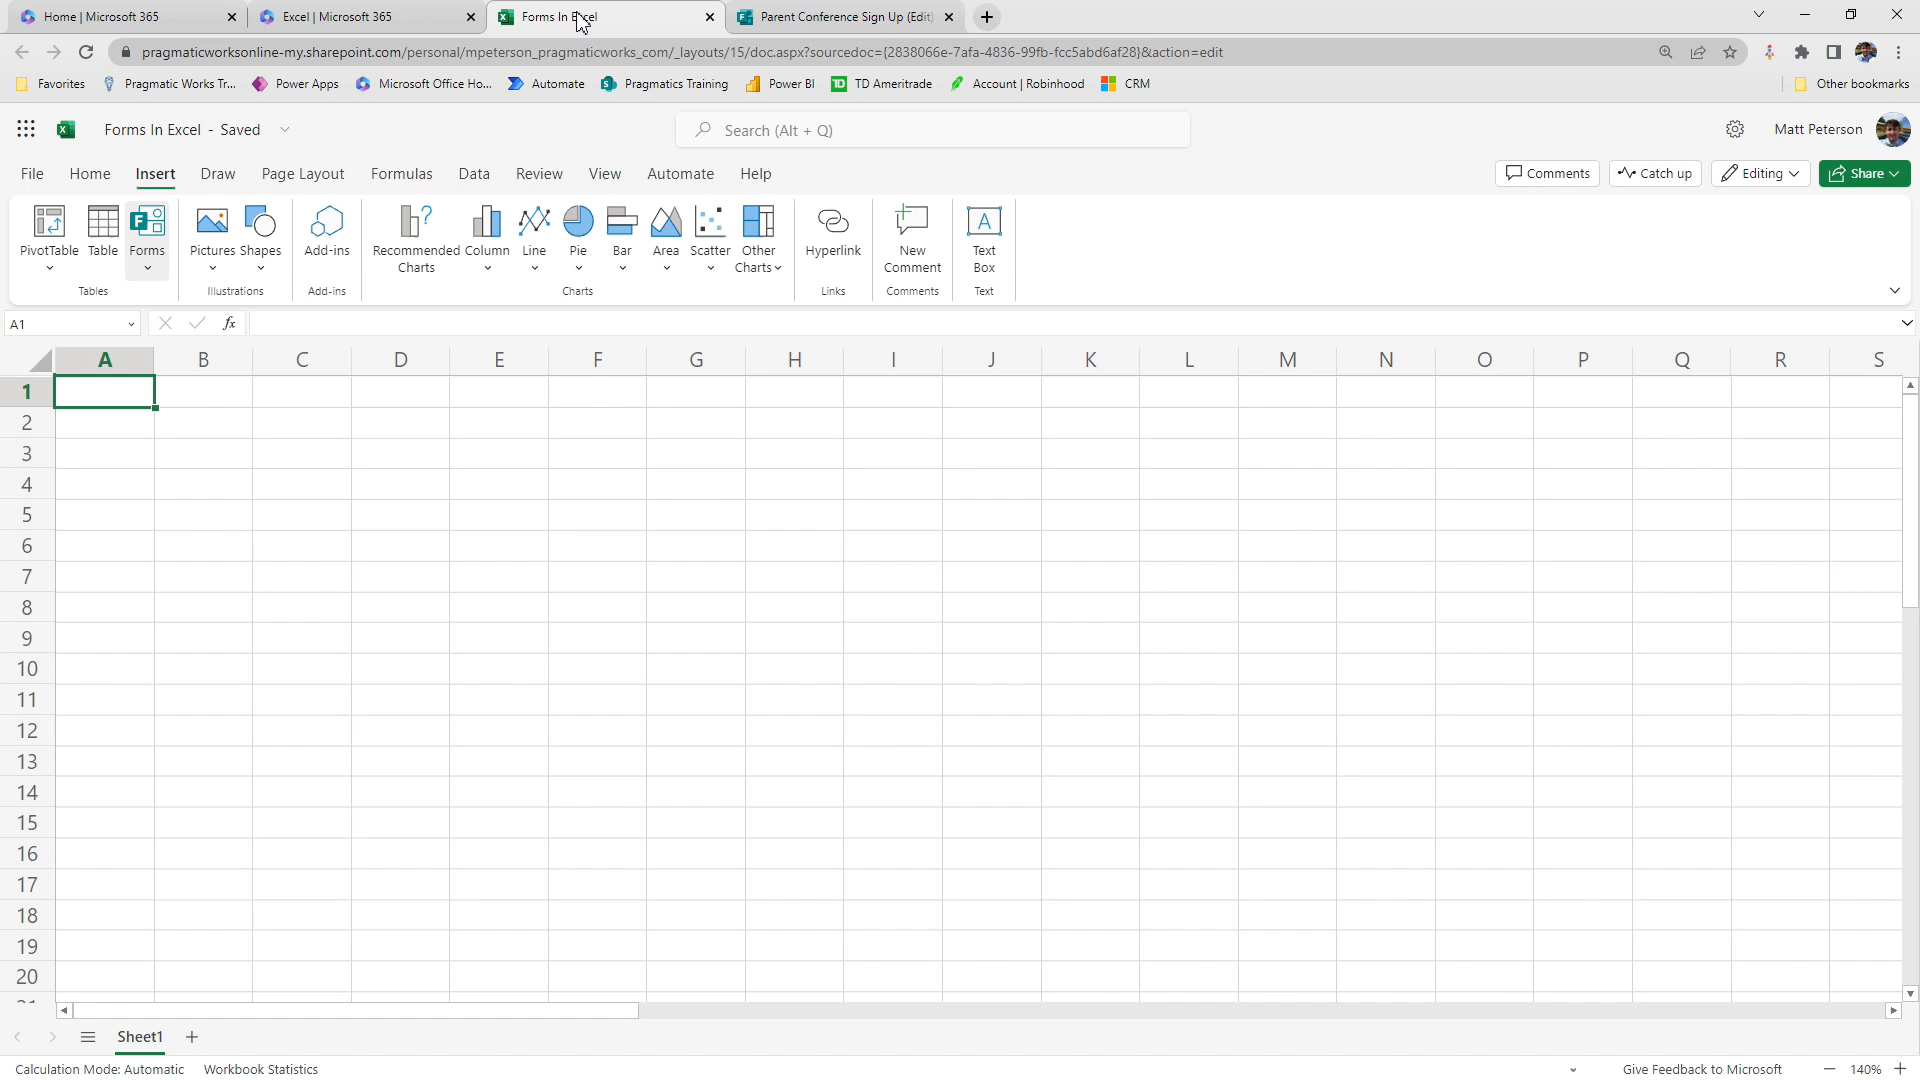 Home | Microsoft 365
Excel | Microsoft 365
Forms In Excel
Parent Conference Sign Up (Edit)
pragmaticworksonline-my.sharepoint.com/personal/mpeterson_pragmaticworks_com/_layouts/15/doc.aspx?sourcedoc={2838066e-7afa-4836-99fb-fcc5abd6af28}&action=edit
Favorites
Pragmatic Works Tr...
Power Apps
Microsoft Office Ho...
Automate
Pragmatics Training
Power BI
TD Ameritrade
Account | Robinhood
CRM
Other bookmarks
Forms In Excel - Saved
Search (Alt + Q)
Matt Peterson
File Home Insert Draw Page Layout Formulas Data Review View Automate Help
Comments Catch up Editing Share
PivotTable Table Forms Pictures Shapes Add-ins Recommended Charts Column Line Pie Bar Area Scatter Other Charts Hyperlink New Comment Text Box
Tables Illustrations Add-ins Charts Links Comments Text
A1 fx
A B C D E F G H I J K L M N O P Q R S
1
2
3
4
5
6
7
8
9
10
11
12
13
14
15
16
17
18
19
20
Sheet1
Calculation Mode: Automatic Workbook Statistics
Give Feedback to Microsoft 140%